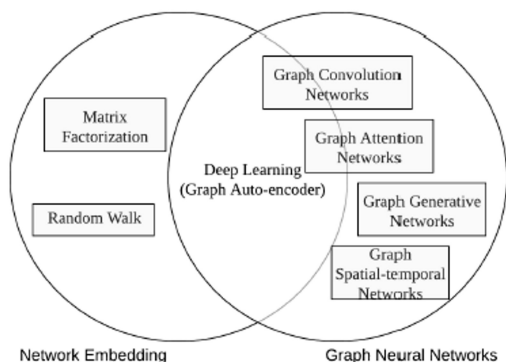 Graph Convolution
Networks
Matrix
Factorization
Graph Attention
Networks
Deep Learning
(Graph Auto-encoder)
Random Walk
Graph Generative
Networks
Graph
Spatial-temporal
Networks
Network Embedding
Graph Neural Networks